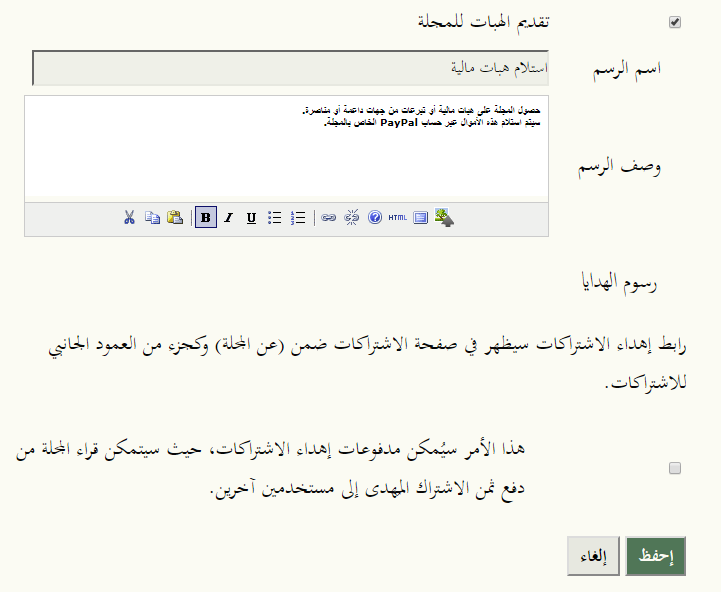 تقديم الهبات للمجلة
اسم الرسم
استلام هبات مالية
حصول المجلة على هبات مالية أو تبرعات من جهات داعمة أو مناصرة.
سيتم استلام هذه الأموال عبر حساب PayPal الخاص بالمجلة.
وصف الرسم
B I U HTML
رسوم الهدايا
رابط إهداء الاشتراكات سيظهر في صفحة الاشتراكات ضمن (عن المجلة) وكجزء من العمود الجانبي
للاشتراكات.
هذا الأمر سيُمكن مدفوعات إهداء الاشتراكات، حيث سيتمكن قراء المجلة من
دفع ثمن الاشتراك المهدى إلى مستخدمين آخرين.
إحفظ
إلغاء